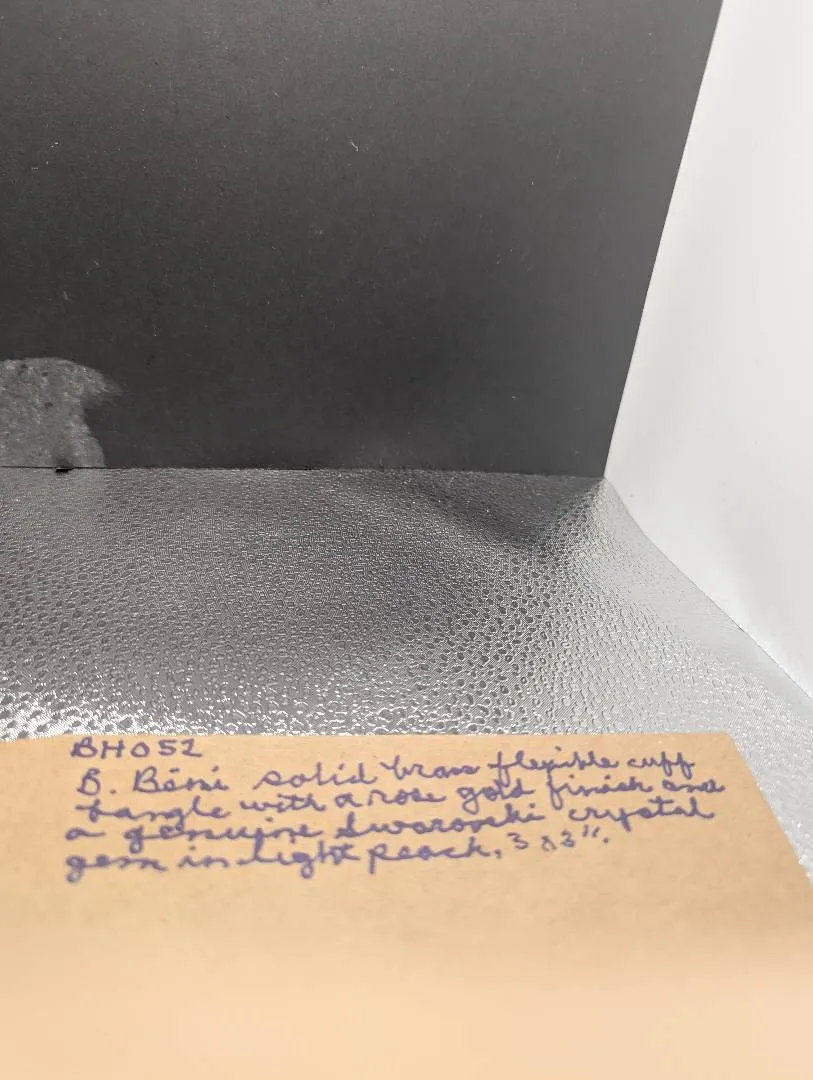 BH052
B. Bēni solid brass flexible cuff
bangle with a rose gold finish and
a genuine Swarovski crystal
gem in light peach, 3 x 3".